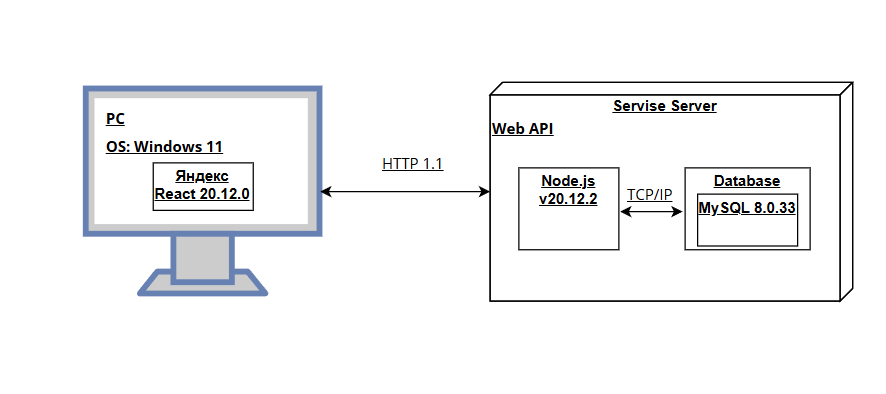 PC
OS: Windows 11
Яндекс
React 20.12.0
HTTP 1.1
Servise Server
Web API
Node.js
v20.12.2
TCP/IP
Database
MySQL 8.0.33